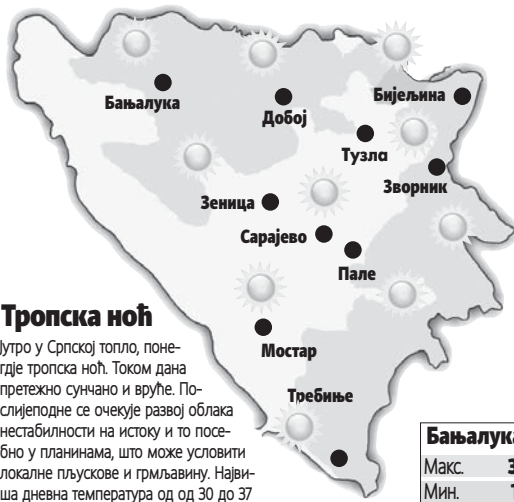 Бањалука
Добој
Бијељина
Тузла
Зворник
Зеница
Сарајево
Пале
Мостар
Требиње
Тропска ноћ
Јутро у Српској топло, поне-
гдје тропска ноћ. Током дана
претежно сунчано и вруће. По-
слијеподне се очекује развој облака
нестабилности на истоку и то посе-
бно у планинама, што може условити
локалне пљускове и грмљавину. Најви-
ша дневна температура од од 30 до 37
Бањалука
Макс.
Мин.